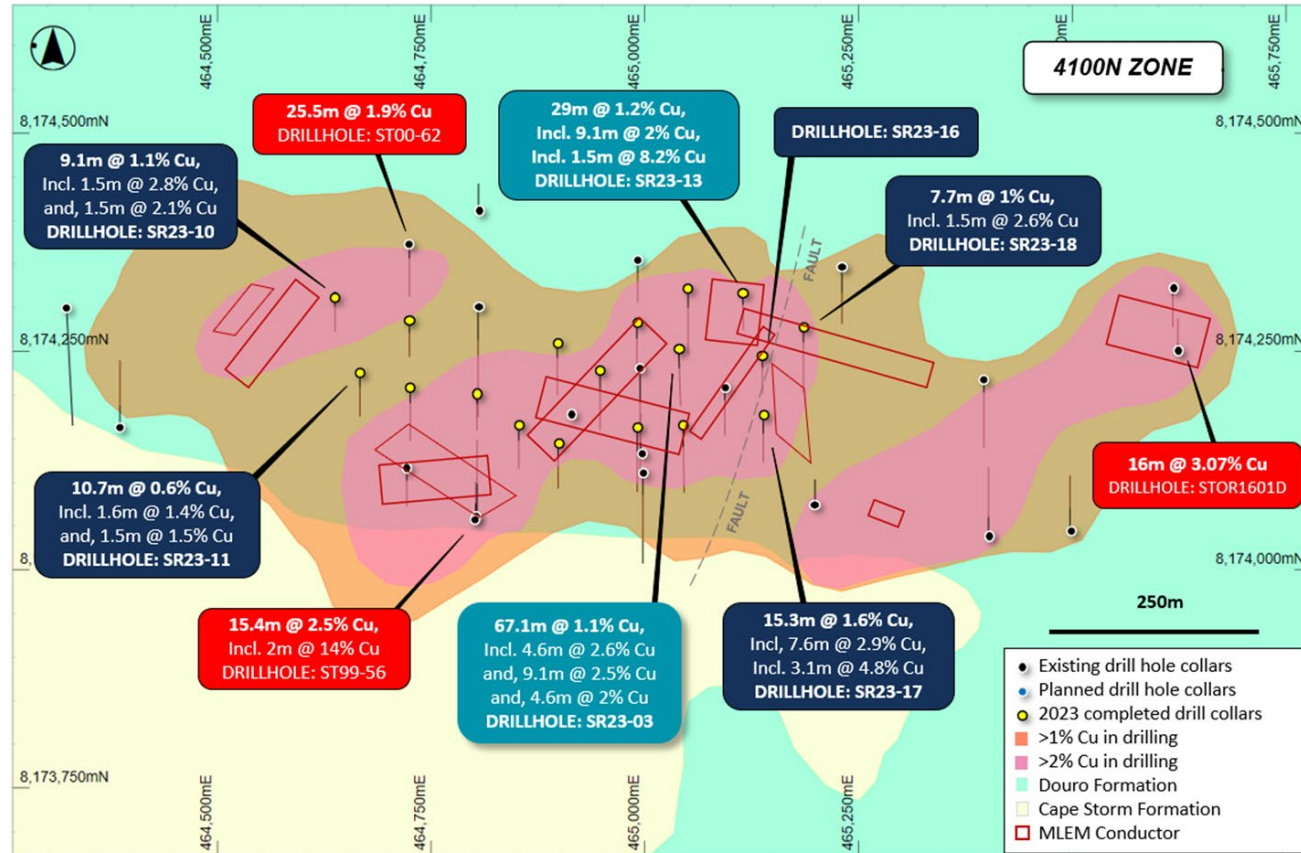 464,500mE
464,750mE
465,000mE
465,250mE
465,750mE
4100N ZONE
8,174,500mN
8,174,500mN
25.5m @ 1.9% Cu
DRILLHOLE: ST00-62
29m @ 1.2% Cu,
Incl. 9.1m @ 2% Cu,
Incl. 1.5m @ 8.2% Cu
DRILLHOLE: SR23-13
DRILLHOLE: SR23-16
9.1m @ 1.1% Cu,
Incl. 1.5m @ 2.8% Cu,
and, 1.5m @ 2.1% Cu
DRILLHOLE: SR23-10
7.7m @ 1% Cu,
Incl. 1.5m @ 2.6% Cu
DRILLHOLE: SR23-18
FAULT
8,174,250mN
8,174,250mN
10.7m @ 0.6% Cu,
Incl. 1.6m @ 1.4% Cu,
and, 1.5m @ 1.5% Cu
DRILLHOLE: SR23-11
16m @ 3.07% Cu
DRILLHOLE: STOR1601D
FAULT
8,174,000mN
8,174,000mN
15.4m @ 2.5% Cu,
Incl. 2m @ 14% Cu
DRILLHOLE: ST99-56
67.1m @ 1.1% Cu,
Incl. 4.6m @ 2.6% Cu
and, 9.1m @ 2.5% Cu
and, 4.6m @ 2% Cu
DRILLHOLE: SR23-03
15.3m @ 1.6% Cu,
Incl, 7.6m @ 2.9% Cu,
Incl. 3.1m @ 4.8% Cu
DRILLHOLE: SR23-17
250m
Existing drill hole collars
Planned drill hole collars
2023 completed drill collars
>1% Cu in drilling
>2% Cu in drilling
Douro Formation
Cape Storm Formation
MLEM Conductor
8,173,750mN
464,500mE
464,750mE
465,000mE
465,250mE